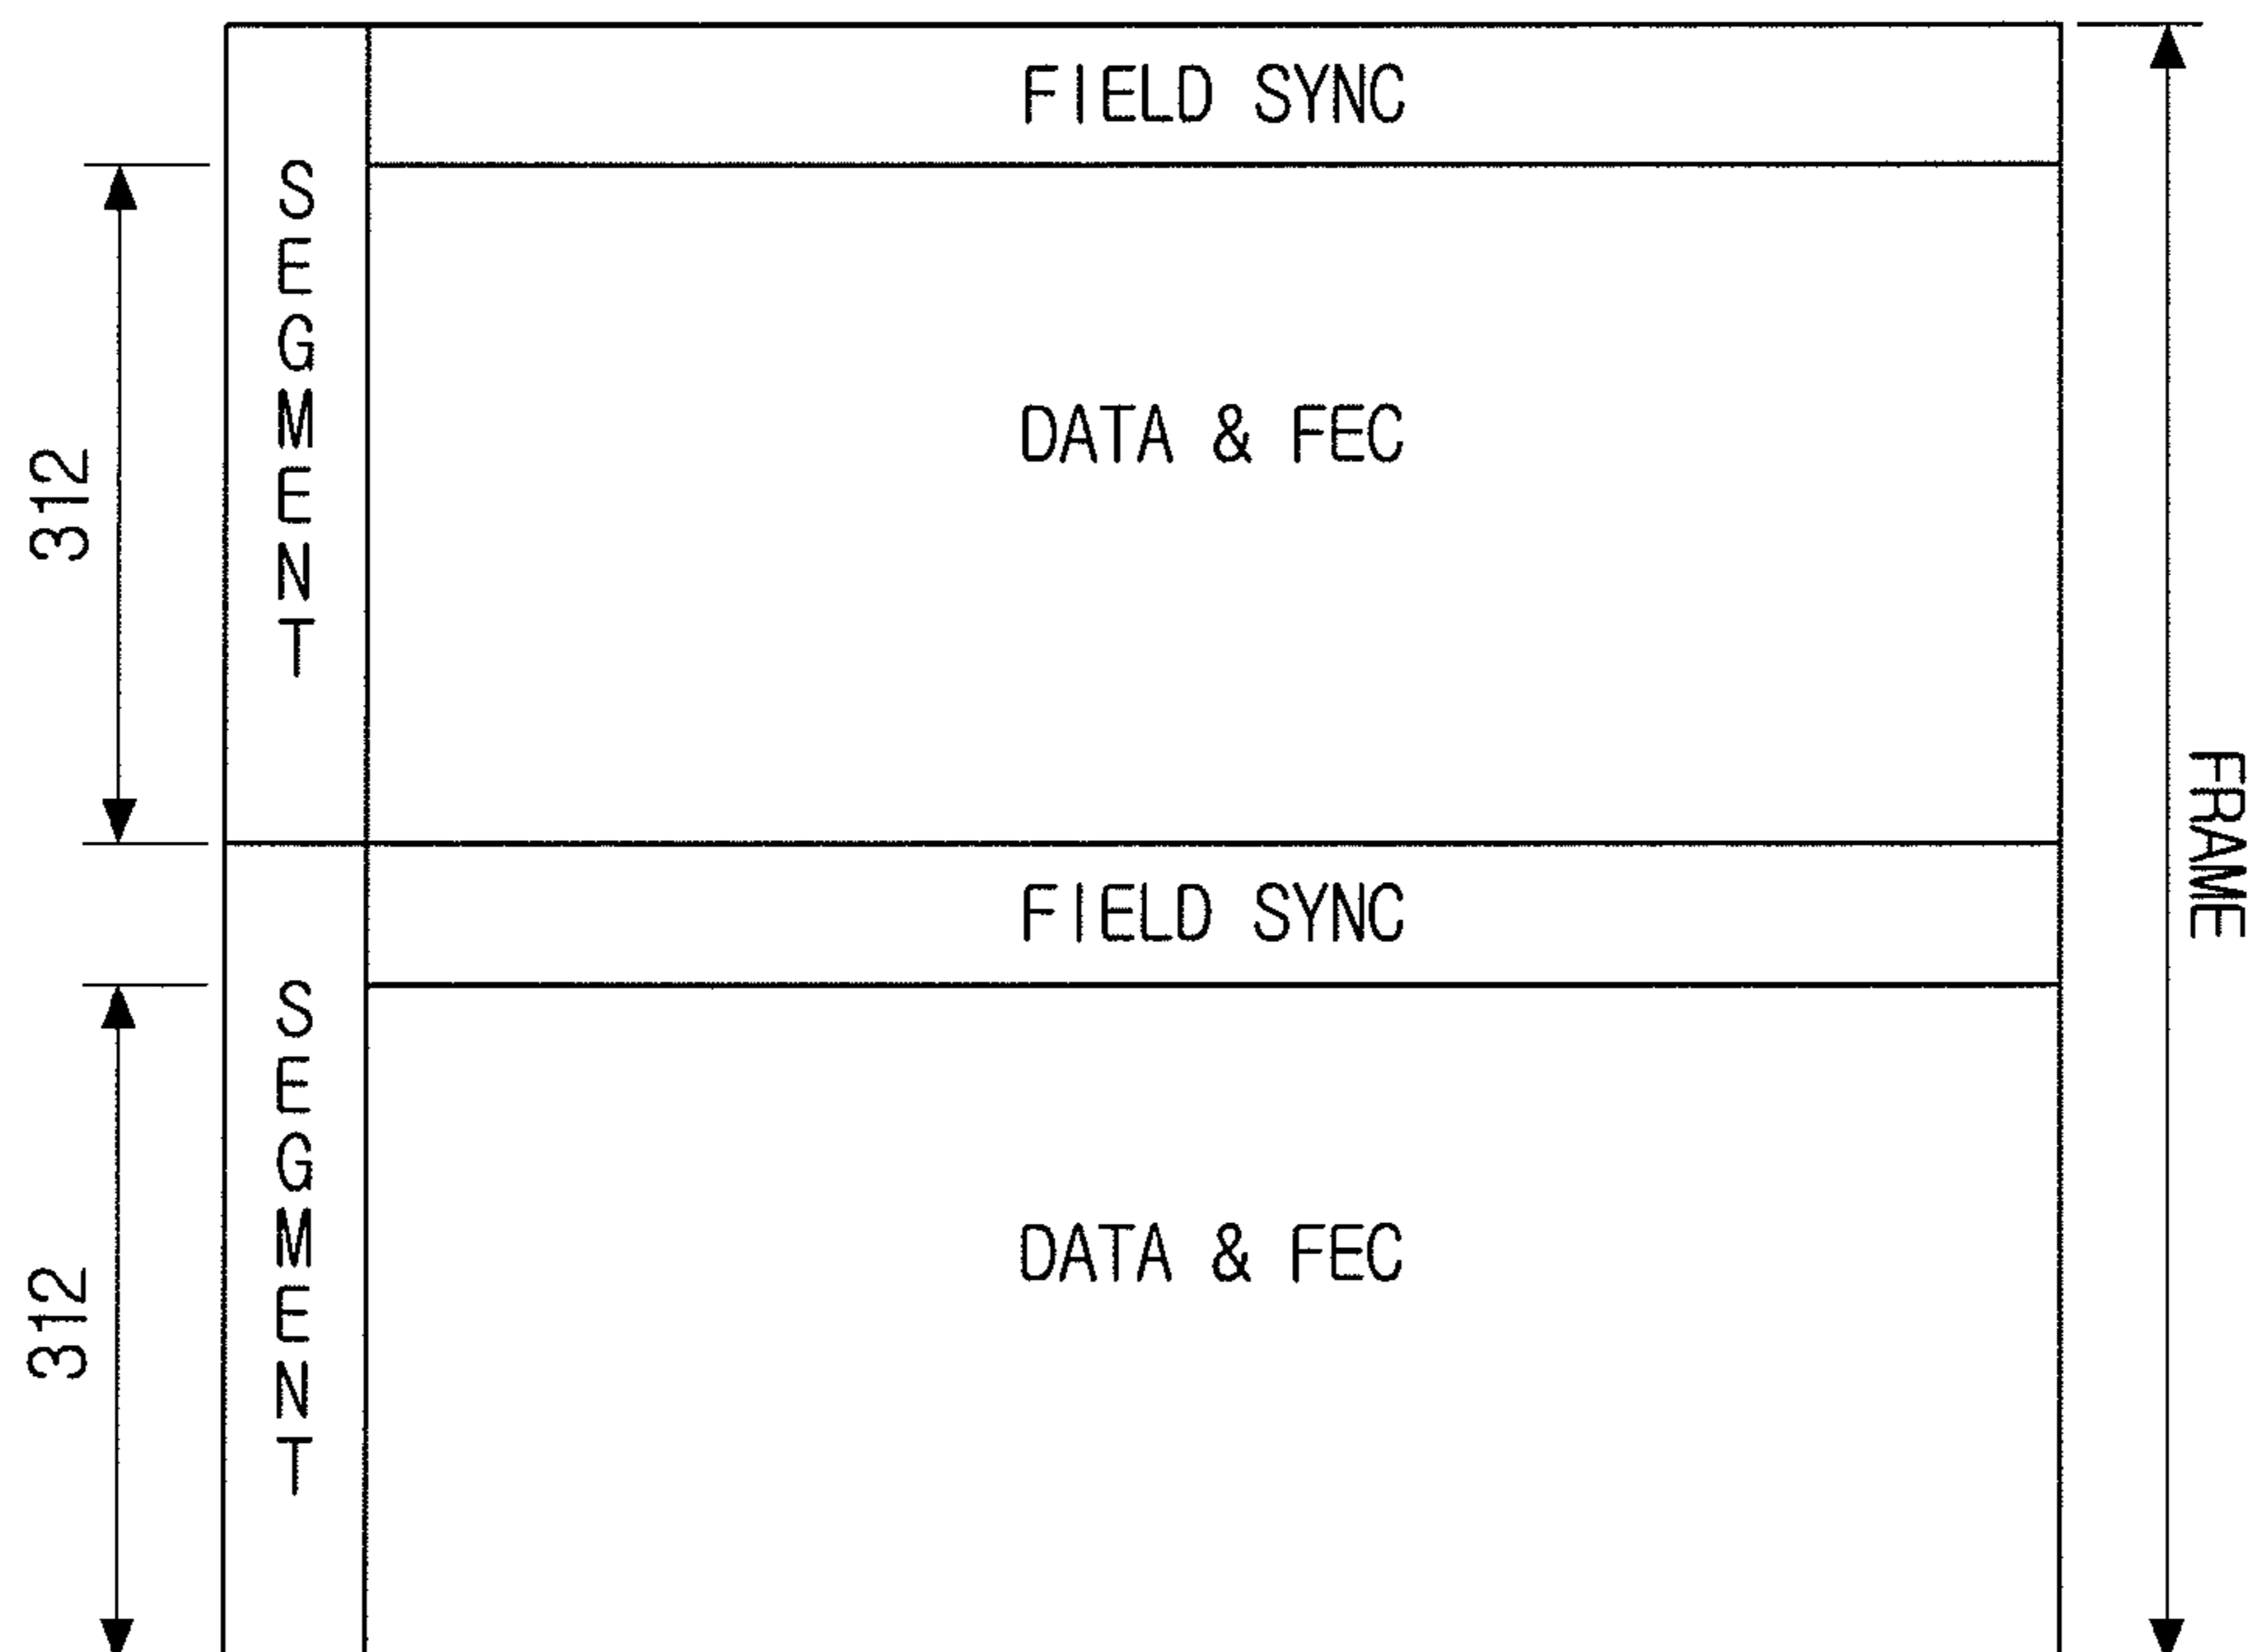 FIELD SYNC
SEGMENT
312
DATA & FEC
FRAME
FIELD SYNC
SEGMENT
312
DATA & FEC